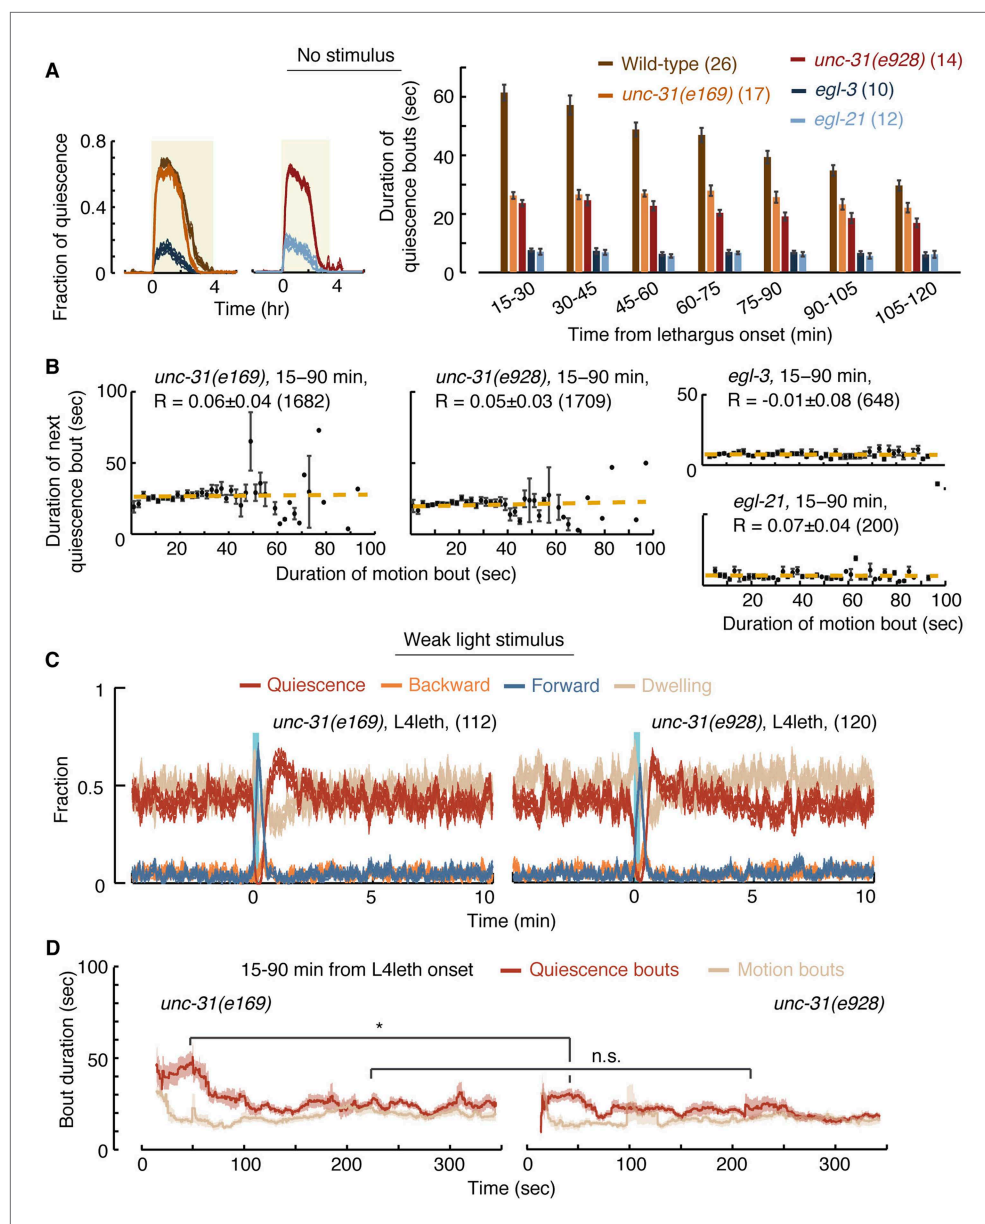 A
No stimulus
Fraction of quiescence
0.8
0.4
0
0
4
0
4
Time (hr)
Duration of
quiescence bouts (sec)
60
40
20
0
Wild-type (26)
unc-31(e169) (17)
unc-31(e928) (14)
egl-3 (10)
egl-21 (12)
15-30
30-45
45-60
60-75
75-90
90-105
105-120
Time from lethargus onset (min)
B
Duration of next
quiescence bout (sec)
100
50
0
unc-31(e169), 15–90 min,
R = 0.06±0.04 (1682)
20
40
60
80
100
unc-31(e928), 15–90 min,
R = 0.05±0.03 (1709)
20
40
60
80
100
Duration of motion bout (sec)
50
0
egl-3, 15–90 min,
R = -0.01±0.08 (648)
egl-21, 15–90 min,
R = 0.07±0.04 (200)
20
40
60
80
100
Duration of motion bout (sec)
Weak light stimulus
C
Quiescence
Backward
Forward
Dwelling
Fraction
1
0.5
0
unc-31(e169), L4leth, (112)
unc-31(e928), L4leth, (120)
0
5
10
0
5
10
Time (min)
D
Bout duration (sec)
100
50
0
15-90 min from L4leth onset
Quiescence bouts
Motion bouts
unc-31(e169)
unc-31(e928)
*
n.s.
0
100
200
300
0
100
200
300
Time (sec)